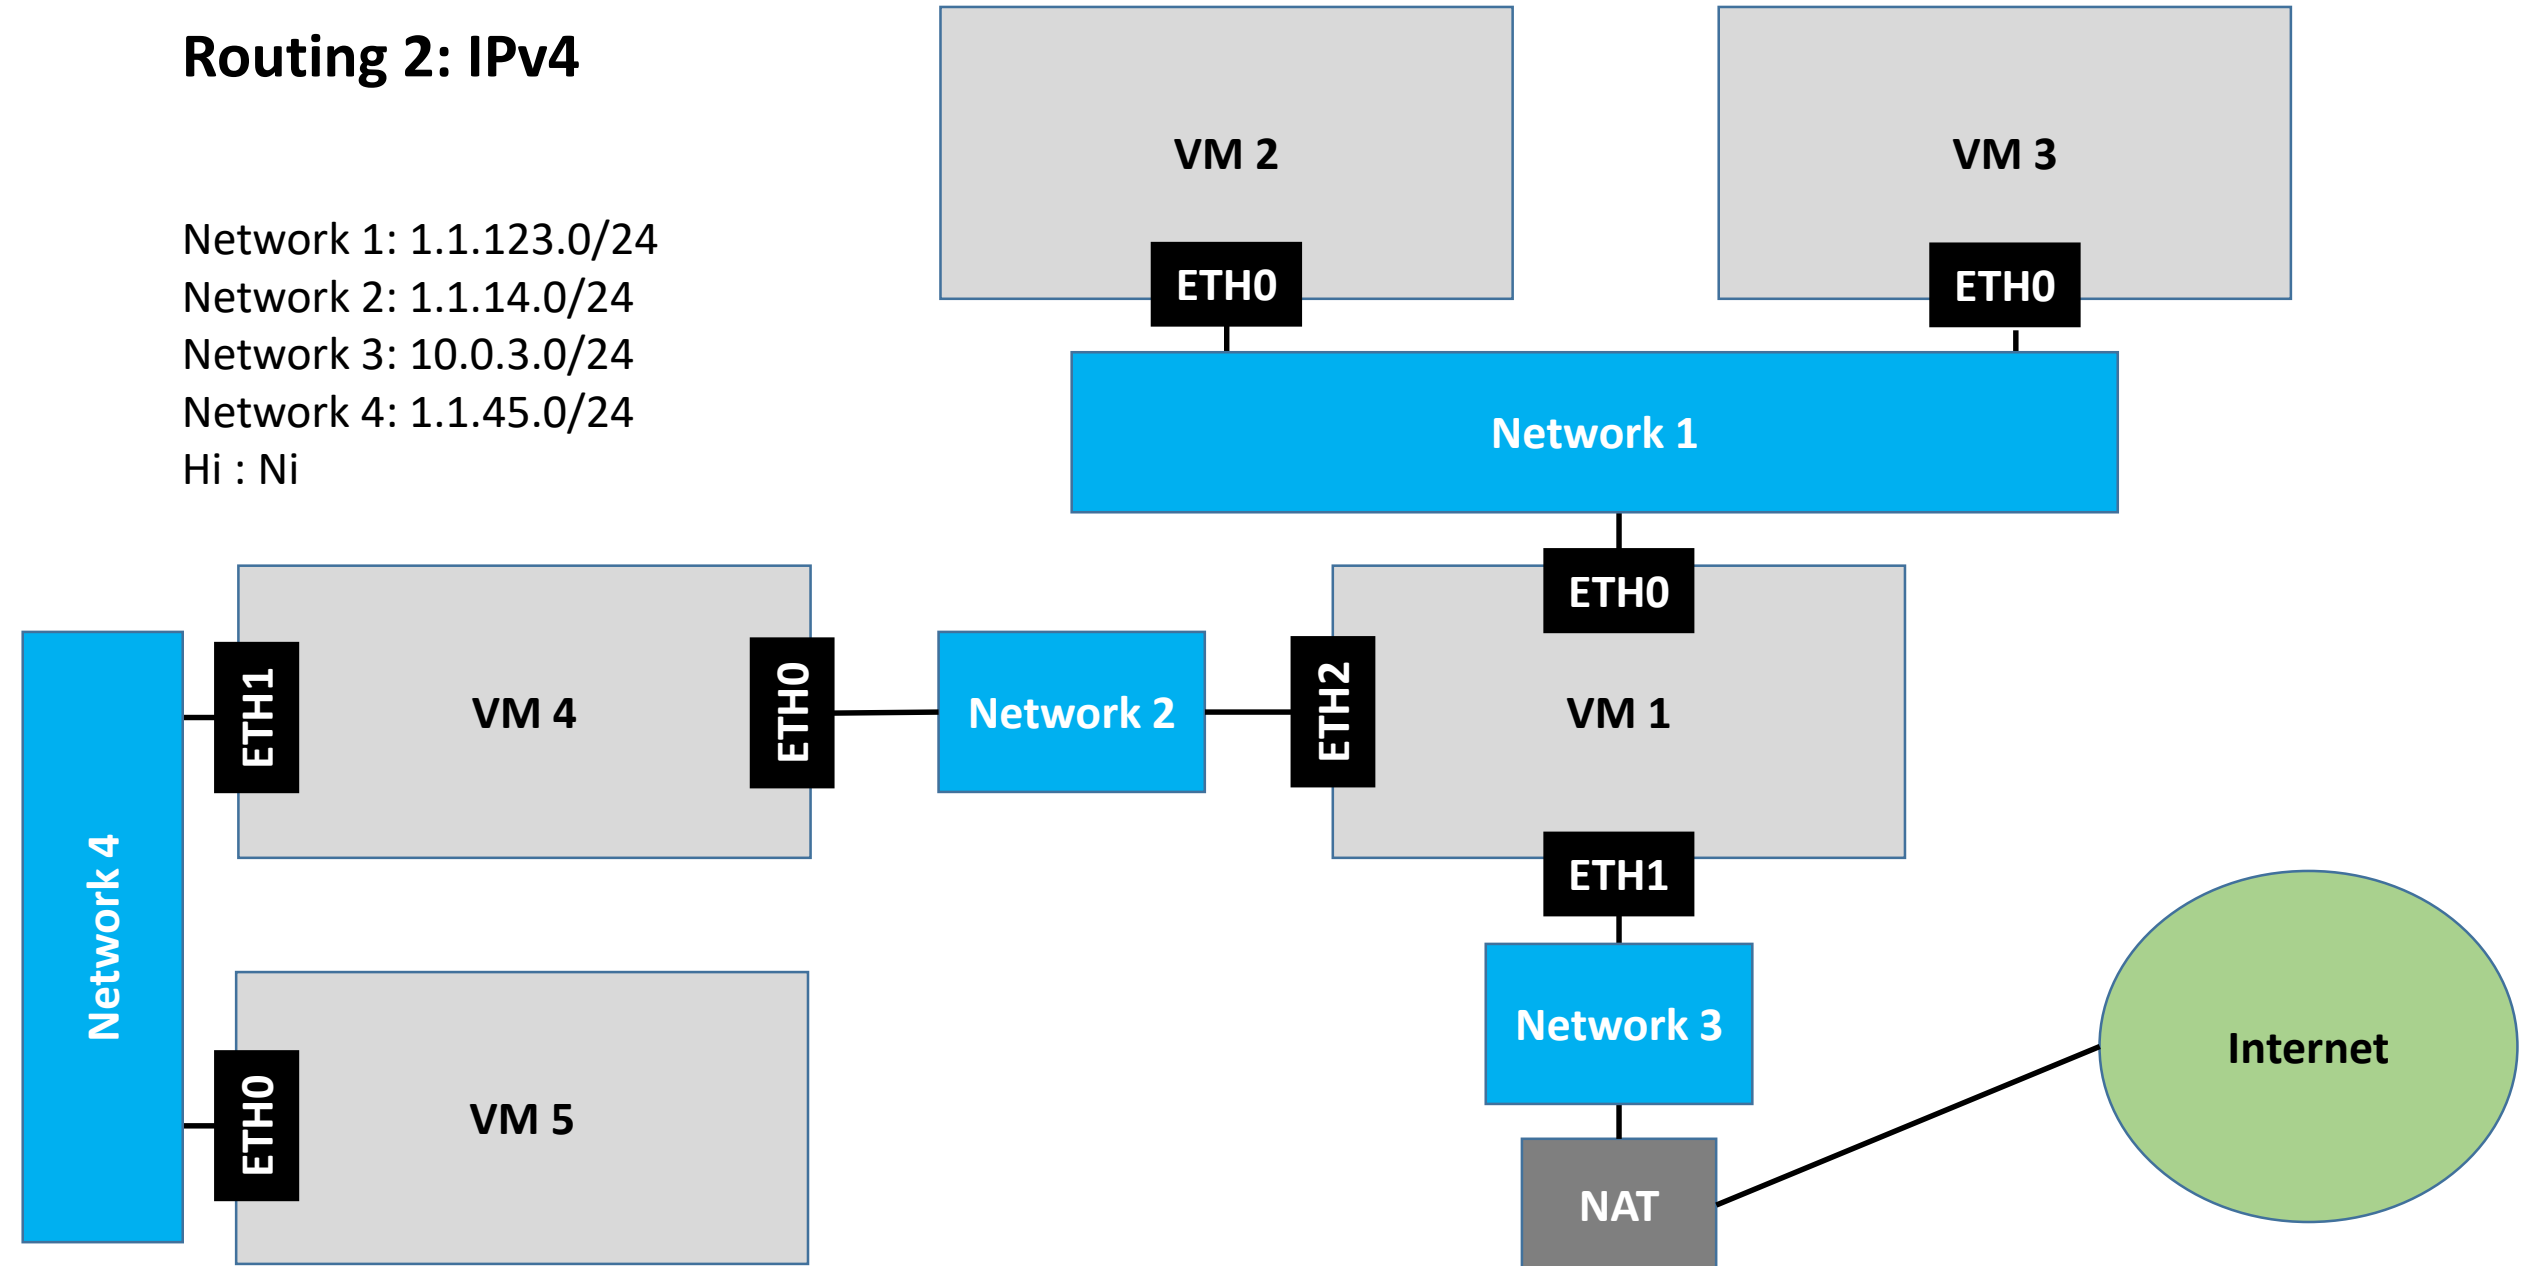 Routing 2: IPv4
Network 1: 1.1.123.0/24
Network 2: 1.1.14.0/24
Network 3: 10.0.3.0/24
Network 4: 1.1.45.0/24
Hi : Ni
VM 2
ETH0
VM 3
ETH0
Network 1
ETH0
VM 1
ETH2
ETH1
Network 2
VM 4
ETH0
ETH1
Network 4
VM 5
ETH0
Network 3
NAT
Internet